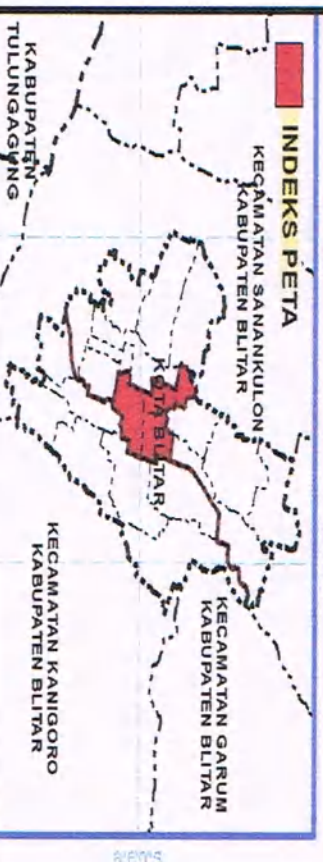 INDEKS PETA
KECAMATAN SANANKULON
KABUPATEN BLITAR
KECAMATAN GARUM
KABUPATEN BLITAR
KOTA BLITAR
KABUPATEN
TULUNGAGUNG
KECAMATAN KANIGORO
KABUPATEN BLITAR